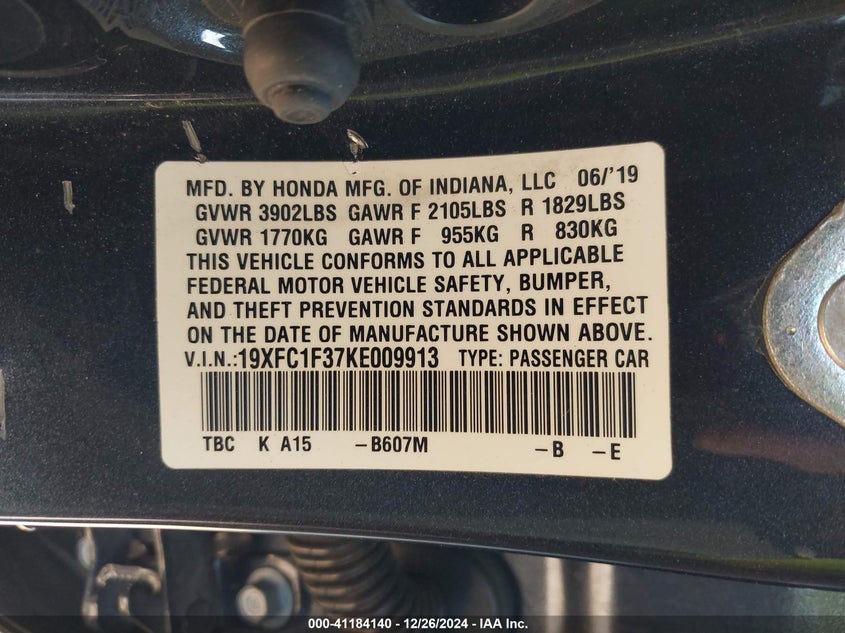 MFD. BY HONDA MFG. OF INDIANA, LLC 06/'19
GVWR 3902LBS GAWR F 2105LBS R 1829LBS
GVWR 1770KG GAWR F 955KG R 830KG
THIS VEHICLE CONFORMS TO ALL APPLICABLE
FEDERAL MOTOR VEHICLE SAFETY, BUMPER,
AND THEFT PREVENTION STANDARDS IN EFFECT
ON THE DATE OF MANUFACTURE SHOWN ABOVE.
V.I.N.:19XFC1F37KE009913 TYPE: PASSENGER CAR
TBC K A15 –B607M –B –E
000-41184140 - 12/26/2024 - IAA Inc.